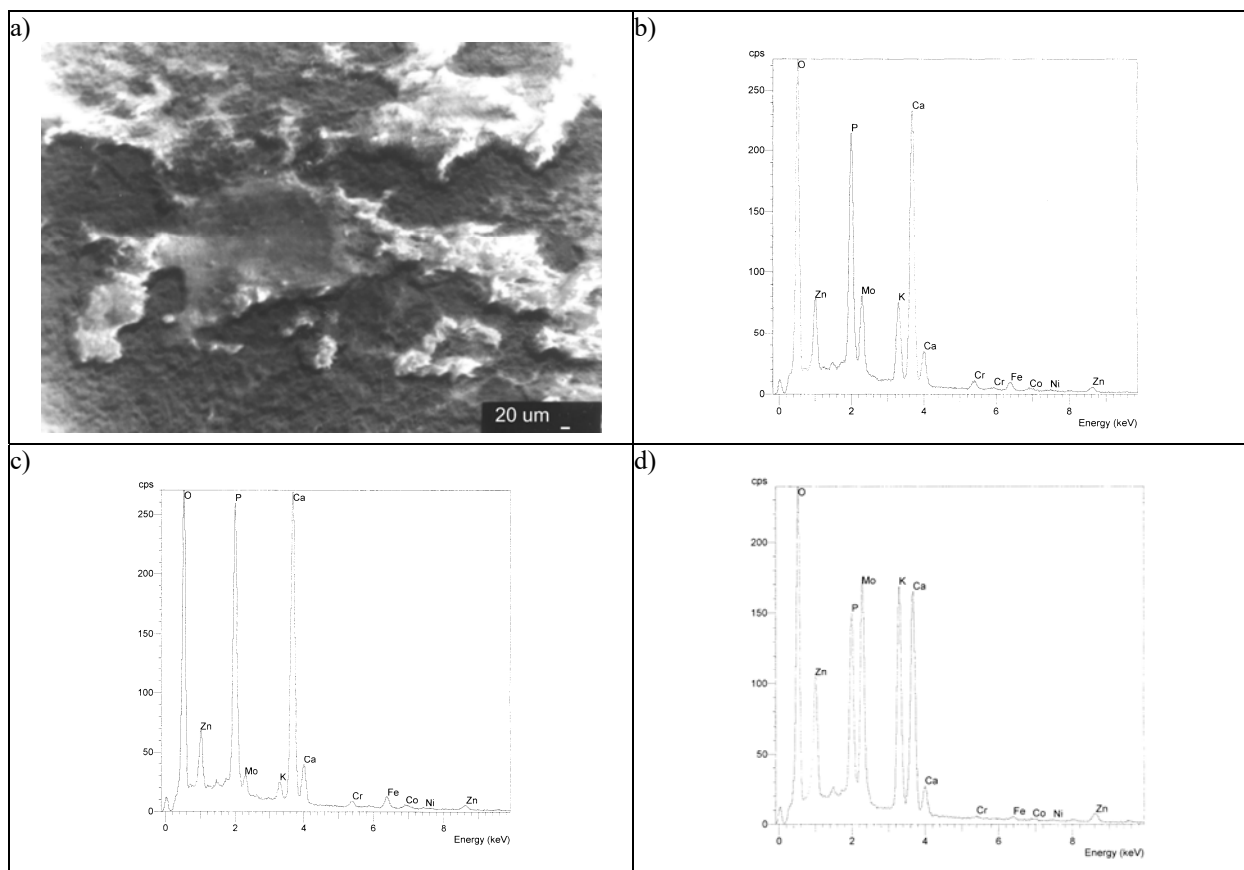 a)
20 um
b)
cps
250
200
150
100
50
0
O
Ca
P
Zn
Mo
K
Ca
Cr
Cr
Fe
Co
Ni
Zn
0
2
4
6
8
Energy (keV)
c)
cps
250
200
150
100
50
0
O
P
Ca
Zn
Mo
K
Ca
Cr
Fe
Co
Ni
Zn
0
2
4
6
8
Energy (keV)
d)
cps
200
150
100
50
0
O
Mo
K
Ca
P
Zn
Ca
Cr
Fe
Co
Ni
Zn
0
2
4
6
8
Energy (keV)